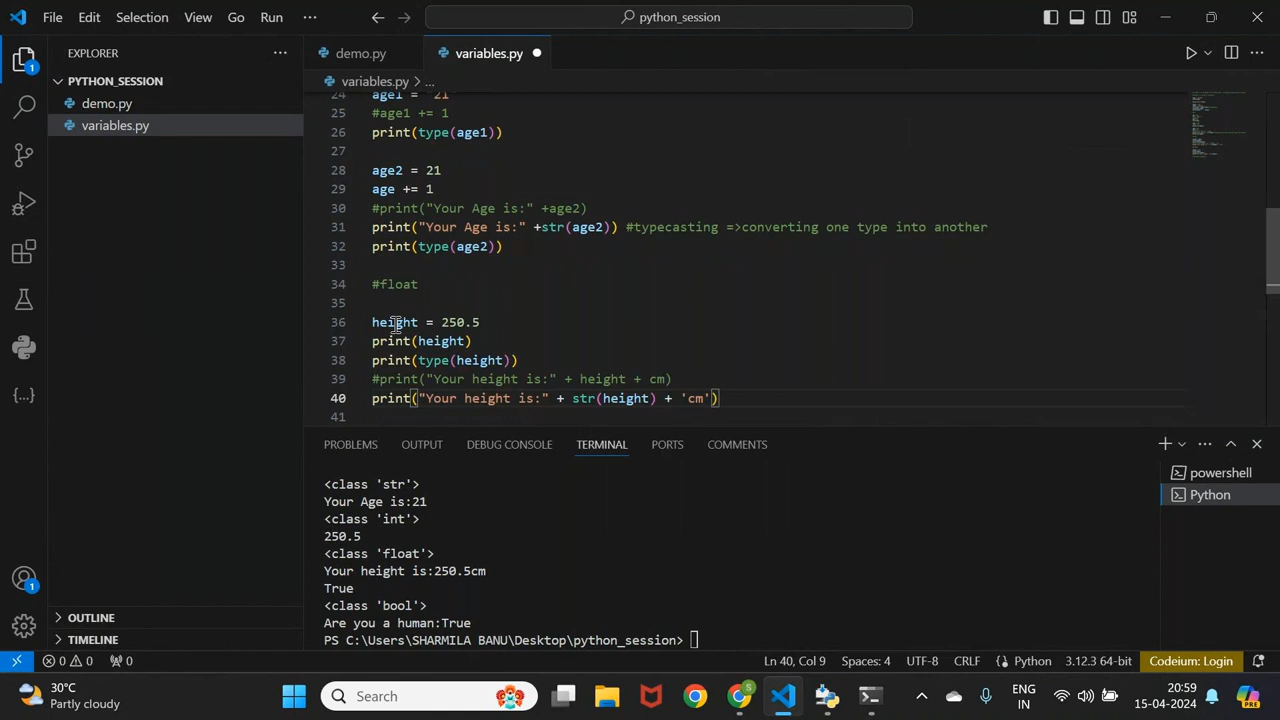 File Edit Selection View Go Run ··· python_session
EXPLORER ···
PYTHON_SESSION
demo.py
variables.py
OUTLINE
TIMELINE
demo.py variables.py
variables.py > ...
24 age1 = "21"
25 #age1 += 1
26 print(type(age1))
27
28 age2 = 21
29 age += 1
30 #print("Your Age is:" +age2)
31 print("Your Age is:" +str(age2)) #typecasting =>converting one type into another
32 print(type(age2))
33
34 #float
35
36 height = 250.5
37 print(height)
38 print(type(height))
39 #print("Your height is:" + height + cm)
40 print("Your height is:" + str(height) + 'cm')
41
PROBLEMS OUTPUT DEBUG CONSOLE TERMINAL PORTS COMMENTS
<class 'str'>
Your Age is:21
<class 'int'>
250.5
<class 'float'>
Your height is:250.5cm
True
<class 'bool'>
Are you a human:True
PS C:\Users\SHARMILA BANU\Desktop\python_session>
powershell
Python
0 0 0 Ln 40, Col 9 Spaces: 4 UTF-8 CRLF Python 3.12.3 64-bit Codeium: Login
30°C
Partly cloudy
Search
ENG
IN
20:59
15-04-2024
PRE